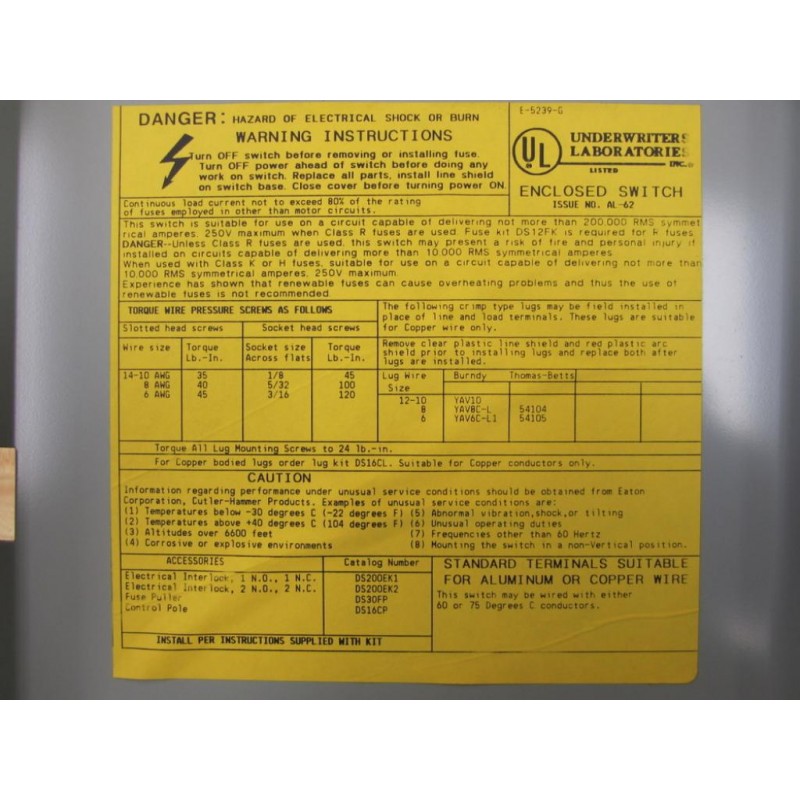 DANGER: HAZARD OF ELECTRICAL SHOCK OR BURN
WARNING INSTRUCTIONS
Turn OFF switch before removing or installing fuse.
Turn OFF power ahead of switch before doing any
work on switch. Replace all parts, install line shield
on switch base. Close cover before turning power ON.
E-5239-G
UL
UNDERWRITERS
LABORATORIES
INC.®
LISTED
ENCLOSED SWITCH
ISSUE NO. AL-62
Continuous load current not to exceed 80% of the rating
of fuses employed in other than motor circuits.
This switch is suitable for use on a circuit capable of delivering not more than 200,000 RMS symmet
rical amperes, 250V maximum when Class R fuses are used. Fuse kit DS12FK is required for R fuses.
DANGER--Unless Class R fuses are used, this switch may present a risk of fire and personal injury if
installed on circuits capable of delivering more than 10,000 RMS symmetrical amperes.
When used with Class K or H fuses, suitable for use on a circuit capable of delivering not more than
10,000 RMS symmetrical amperes, 250V maximum.
Experience has shown that renewable fuses can cause overheating problems and thus the use of
renewable fuses is not recommended.
TORQUE WIRE PRESSURE SCREWS AS FOLLOWS
Slotted head screws Socket head screws
Wire size Torque Lb.-In. Socket size Across flats Torque Lb.-In.
14-10 AWG 35 1/8 45
8 AWG 40 5/32 100
6 AWG 45 3/16 120
The following crimp type lugs may be field installed in
place of line and load terminals. These lugs are suitable
for Copper wire only.
Remove clear plastic line shield and red plastic arc
shield prior to installing lugs and replace both after
lugs are installed.
Lug Wire Size Burndy Thomas-Betts
12-10 YAV10
8 YAV8C-L 54104
6 YAV6C-L1 54105
Torque All Lug Mounting Screws to 24 lb.-in.
For Copper bodied lugs order lug kit DS16CL. Suitable for Copper conductors only.
CAUTION
Information regarding performance under unusual service conditions should be obtained from Eaton
Corporation, Cutler-Hammer Products. Examples of unusual service conditions are:
(1) Temperatures below -30 degrees C (-22 degrees F) (5) Abnormal vibration,shock,or tilting
(2) Temperatures above +40 degrees C (104 degrees F) (6) Unusual operating duties
(3) Altitudes over 6600 feet (7) Frequencies other than 60 Hertz
(4) Corrosive or explosive environments (8) Mounting the switch in a non-Vertical position.
ACCESSORIES Catalog Number
Electrical Interlock, 1 N.O., 1 N.C. DS200EK1
Electrical Interlock, 2 N.O., 2 N.C. DS200EK2
Fuse Puller DS30FP
Control Pole DS16CP
INSTALL PER INSTRUCTIONS SUPPLIED WITH KIT
STANDARD TERMINALS SUITABLE
FOR ALUMINUM OR COPPER WIRE
This switch may be wired with either
60 or 75 Degrees C conductors.